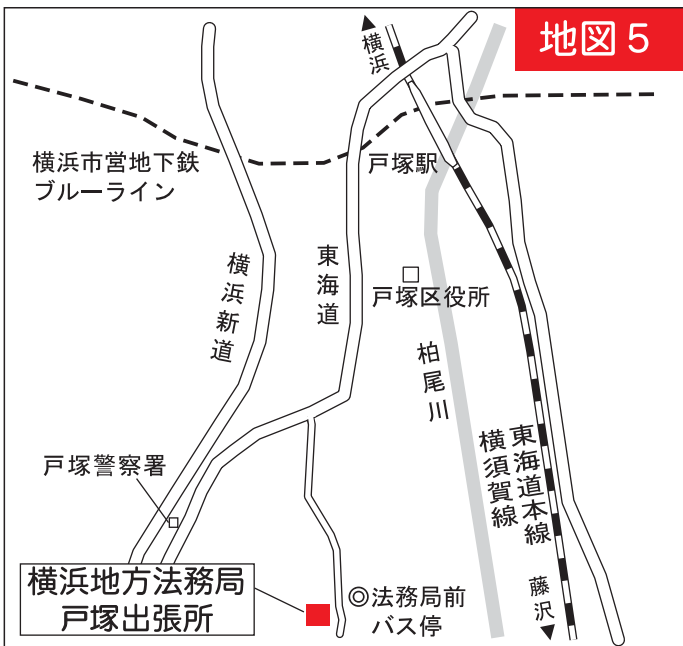 地図5
横浜
横浜市営地下鉄
ブルーライン
戸塚駅
横浜新道
東海道
戸塚区役所
柏尾川
戸塚警察署
東海道本線
横須賀線
横浜地方法務局
戸塚出張所
◎法務局前
バス停
藤沢